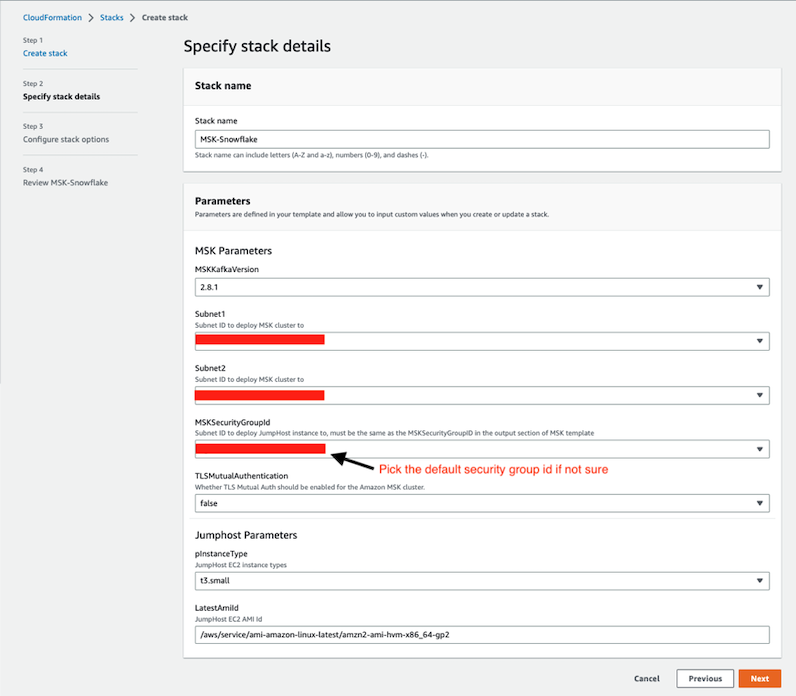 CloudFormation > Stacks > Create stack
Step 1
Create stack
Step 2
Specify stack details
Step 3
Configure stack options
Step 4
Review MSK-Snowflake
Specify stack details
Stack name
Stack name
MSK-Snowflake
Stack name can include letters (A-Z and a-z), numbers (0-9), and dashes (-).
Parameters
Parameters are defined in your template and allow you to input custom values when you create or update a stack.
MSK Parameters
MSKKafkaVersion
2.8.1
Subnet1
Subnet ID to deploy MSK cluster to
Subnet2
Subnet ID to deploy MSK cluster to
MSKSecurityGroupId
Subnet ID to deploy JumpHost instance to, must be the same as the MSKSecurityGroupID in the output section of MSK template
Pick the default security group id if not sure
TLSMutualAuthentication
Whether TLS Mutual Auth should be enabled for the Amazon MSK cluster.
false
Jumphost Parameters
pInstanceType
JumpHost EC2 instance types
t3.small
LatestAmiId
JumpHost EC2 AMI Id
/aws/service/ami-amazon-linux-latest/amzn2-ami-hvm-x86_64-gp2
Cancel
Previous
Next